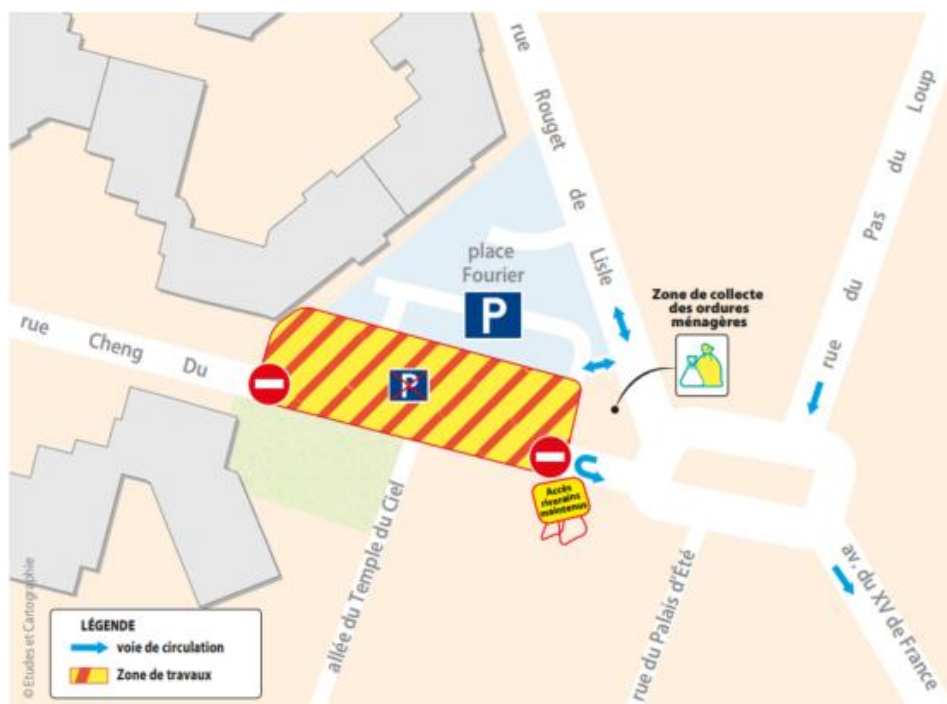 rue Rouget de Lisle
rue du Pas du Loup
place
Fourier
P
Zone de collecte
des ordures
ménagères
rue Cheng Du
P
Accès
riverains
maintenus
allée du Temple du Ciel
rue du Palais d'Été
av. du XV de France
© Etudes et Cartographie
LÉGENDE
voie de circulation
Zone de travaux